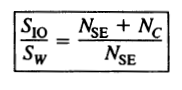 S_IO / S_W = (N_SE + N_C) / N_SE